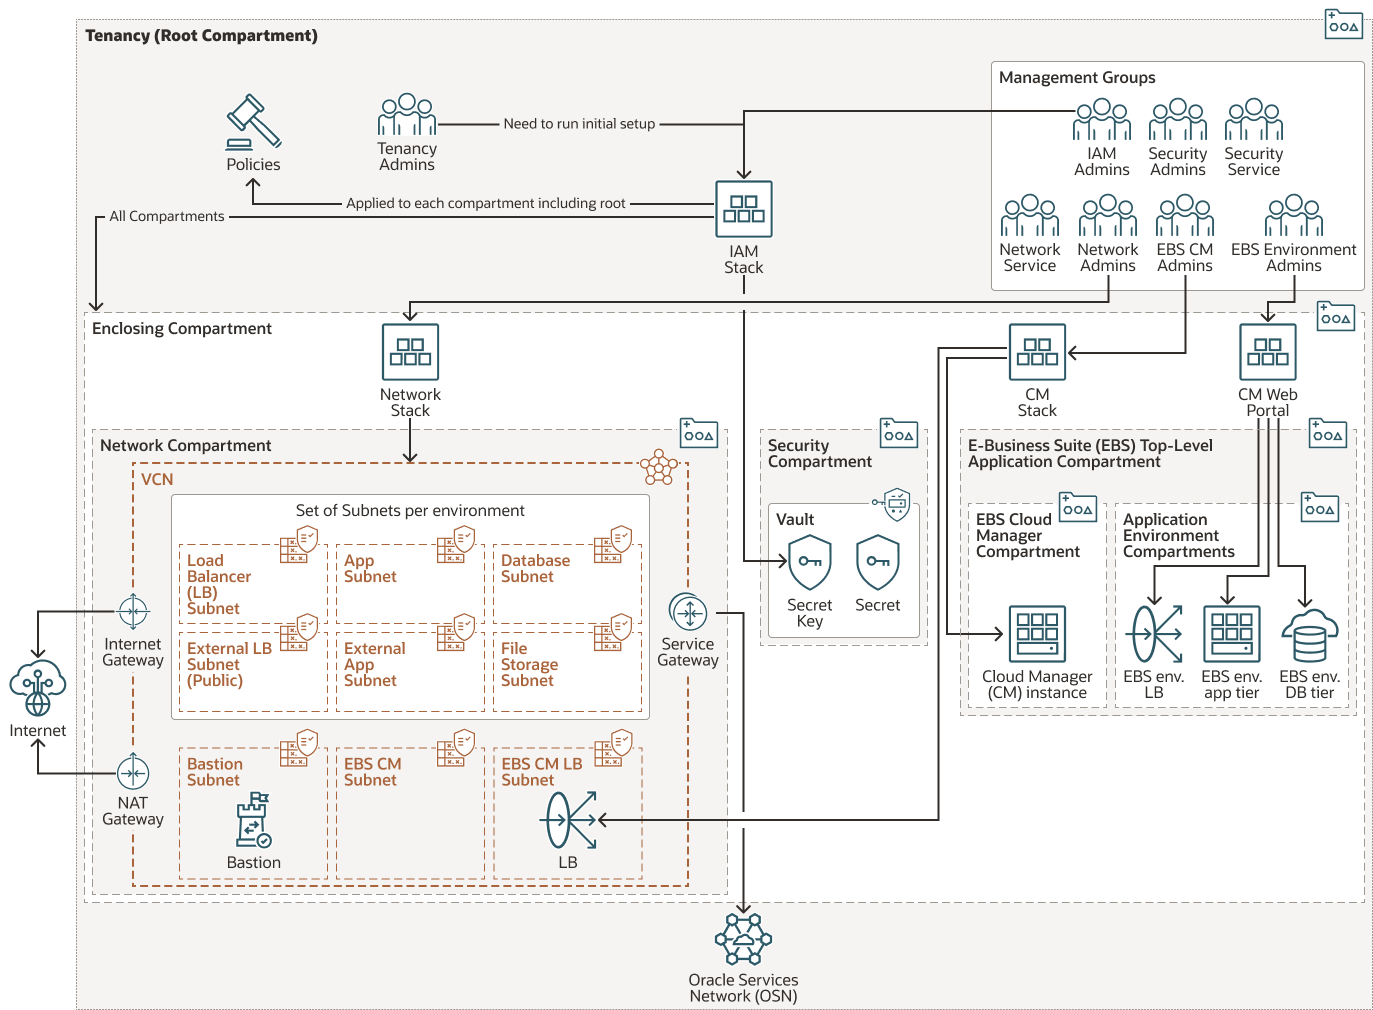 Tenancy (Root Compartment)
Management Groups
Policies
Tenancy
Admins
Need to run initial setup
IAM
Admins
Security
Admins
Security
Service
Applied to each compartment including root
All Compartments
IAM
Stack
Network
Service
Network
Admins
EBS CM
Admins
EBS Environment
Admins
Enclosing Compartment
Network
Stack
CM
Stack
CM Web
Portal
Network Compartment
VCN
Set of Subnets per environment
Load
Balancer
(LB)
Subnet
App
Subnet
Database
Subnet
External LB
Subnet
(Public)
External
App
Subnet
File
Storage
Subnet
Internet
Gateway
Service
Gateway
Internet
NAT
Gateway
Bastion
Subnet
Bastion
EBS CM
Subnet
EBS CM LB
Subnet
LB
Security
Compartment
Vault
Secret
Key
Secret
E-Business Suite (EBS) Top-Level
Application Compartment
EBS Cloud
Manager
Compartment
Cloud Manager
(CM) instance
Application
Environment
Compartments
EBS env.
LB
EBS env.
app tier
EBS env.
DB tier
Oracle Services
Network (OSN)